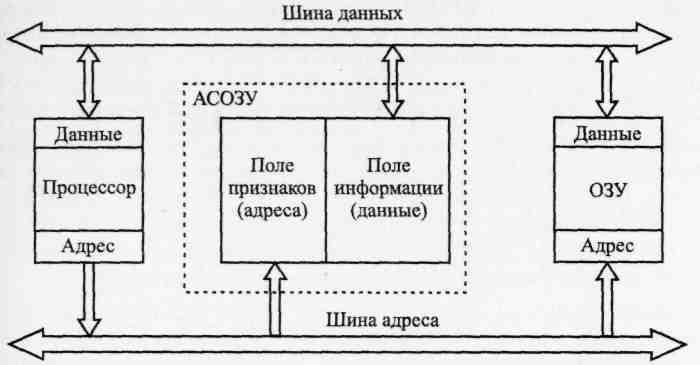 Шина данных
АСОЗУ
Данные
Процессор
Адрес
Поле
признаков
(адреса)
Поле
информации
(данные)
Данные
ОЗУ
Адрес
Шина адреса